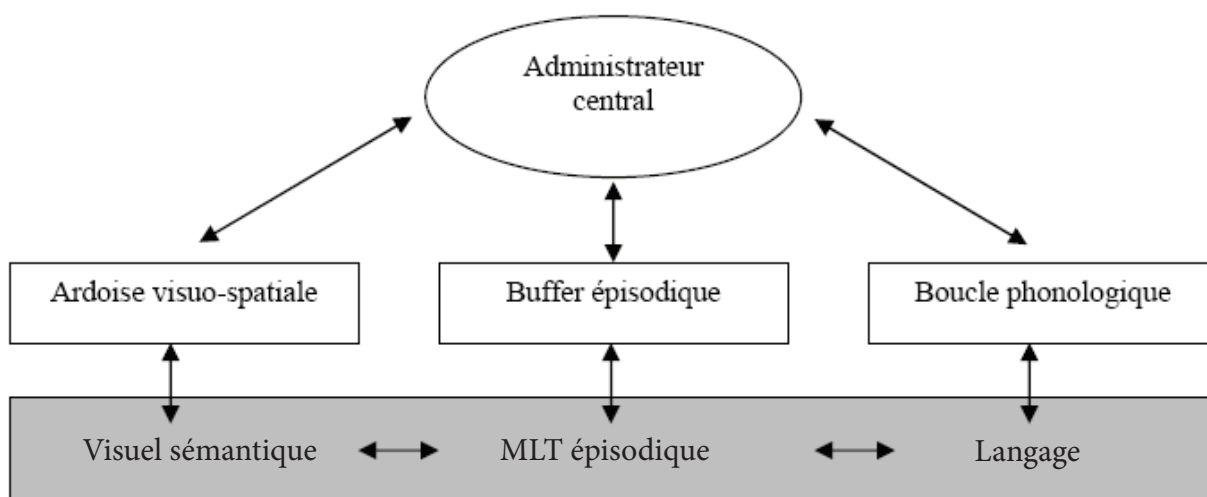 Administrateur
central
Ardoise visuo-spatiale
Buffer épisodique
Boucle phonologique
Visuel sémantique
MLT épisodique
Langage